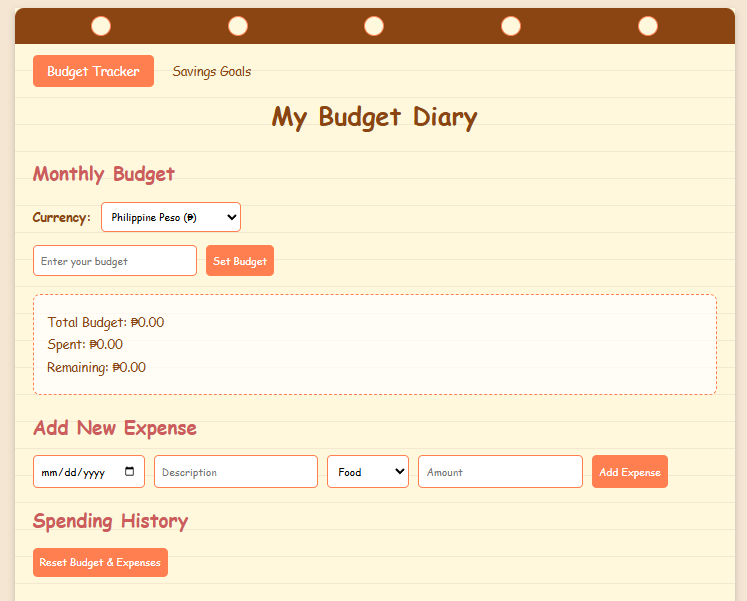 Budget Tracker Savings Goals
My Budget Diary
Monthly Budget
Currency: Philippine Peso (₱)
Enter your budget Set Budget
Total Budget: ₱0.00
Spent: ₱0.00
Remaining: ₱0.00
Add New Expense
mm/dd/yyyy Description Food Amount Add Expense
Spending History
Reset Budget & Expenses